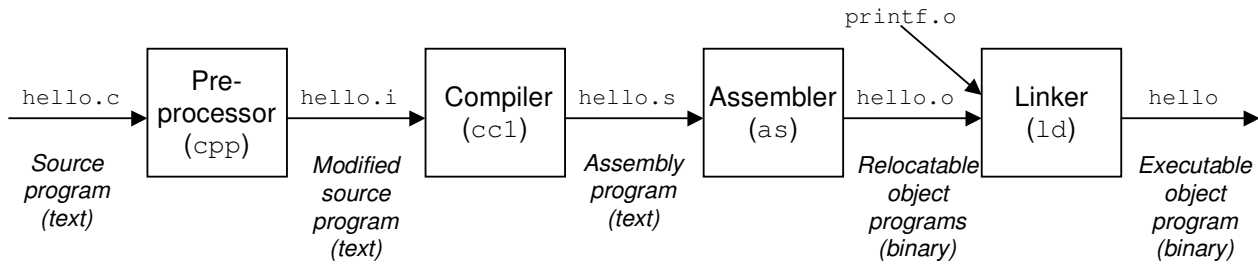 printf.o
hello.c
Pre-
processor
(cpp)
hello.i
Compiler
(cc1)
hello.s
Assembler
(as)
hello.o
Linker
(ld)
hello
Source
program
(text)
Modified
source
program
(text)
Assembly
program
(text)
Relocatable
object
programs
(binary)
Executable
object
program
(binary)